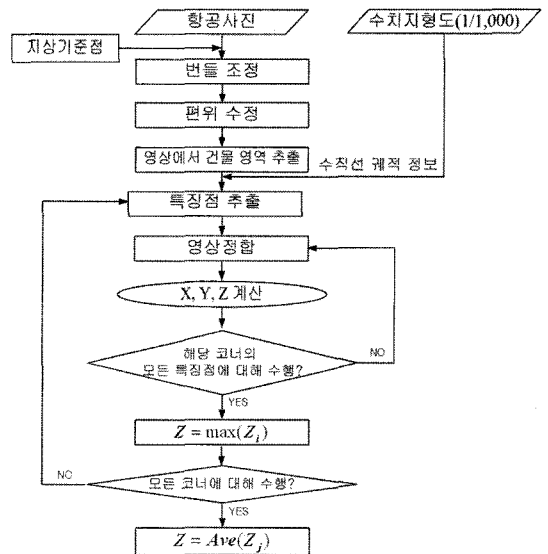 항공사진
수치지형도(1/1,000)
지상기준점
번들 조정
편위 수정
영상에서 건물 영역 추출
수직선 궤적 정보
특징점 추출
영상정합
X, Y, Z 계산
해당 코너의
모든 특징점에 대해 수행?
NO
YES
Z = max(Z_i)
NO
모든 코너에 대해 수행?
YES
Z = Ave(Z_j)